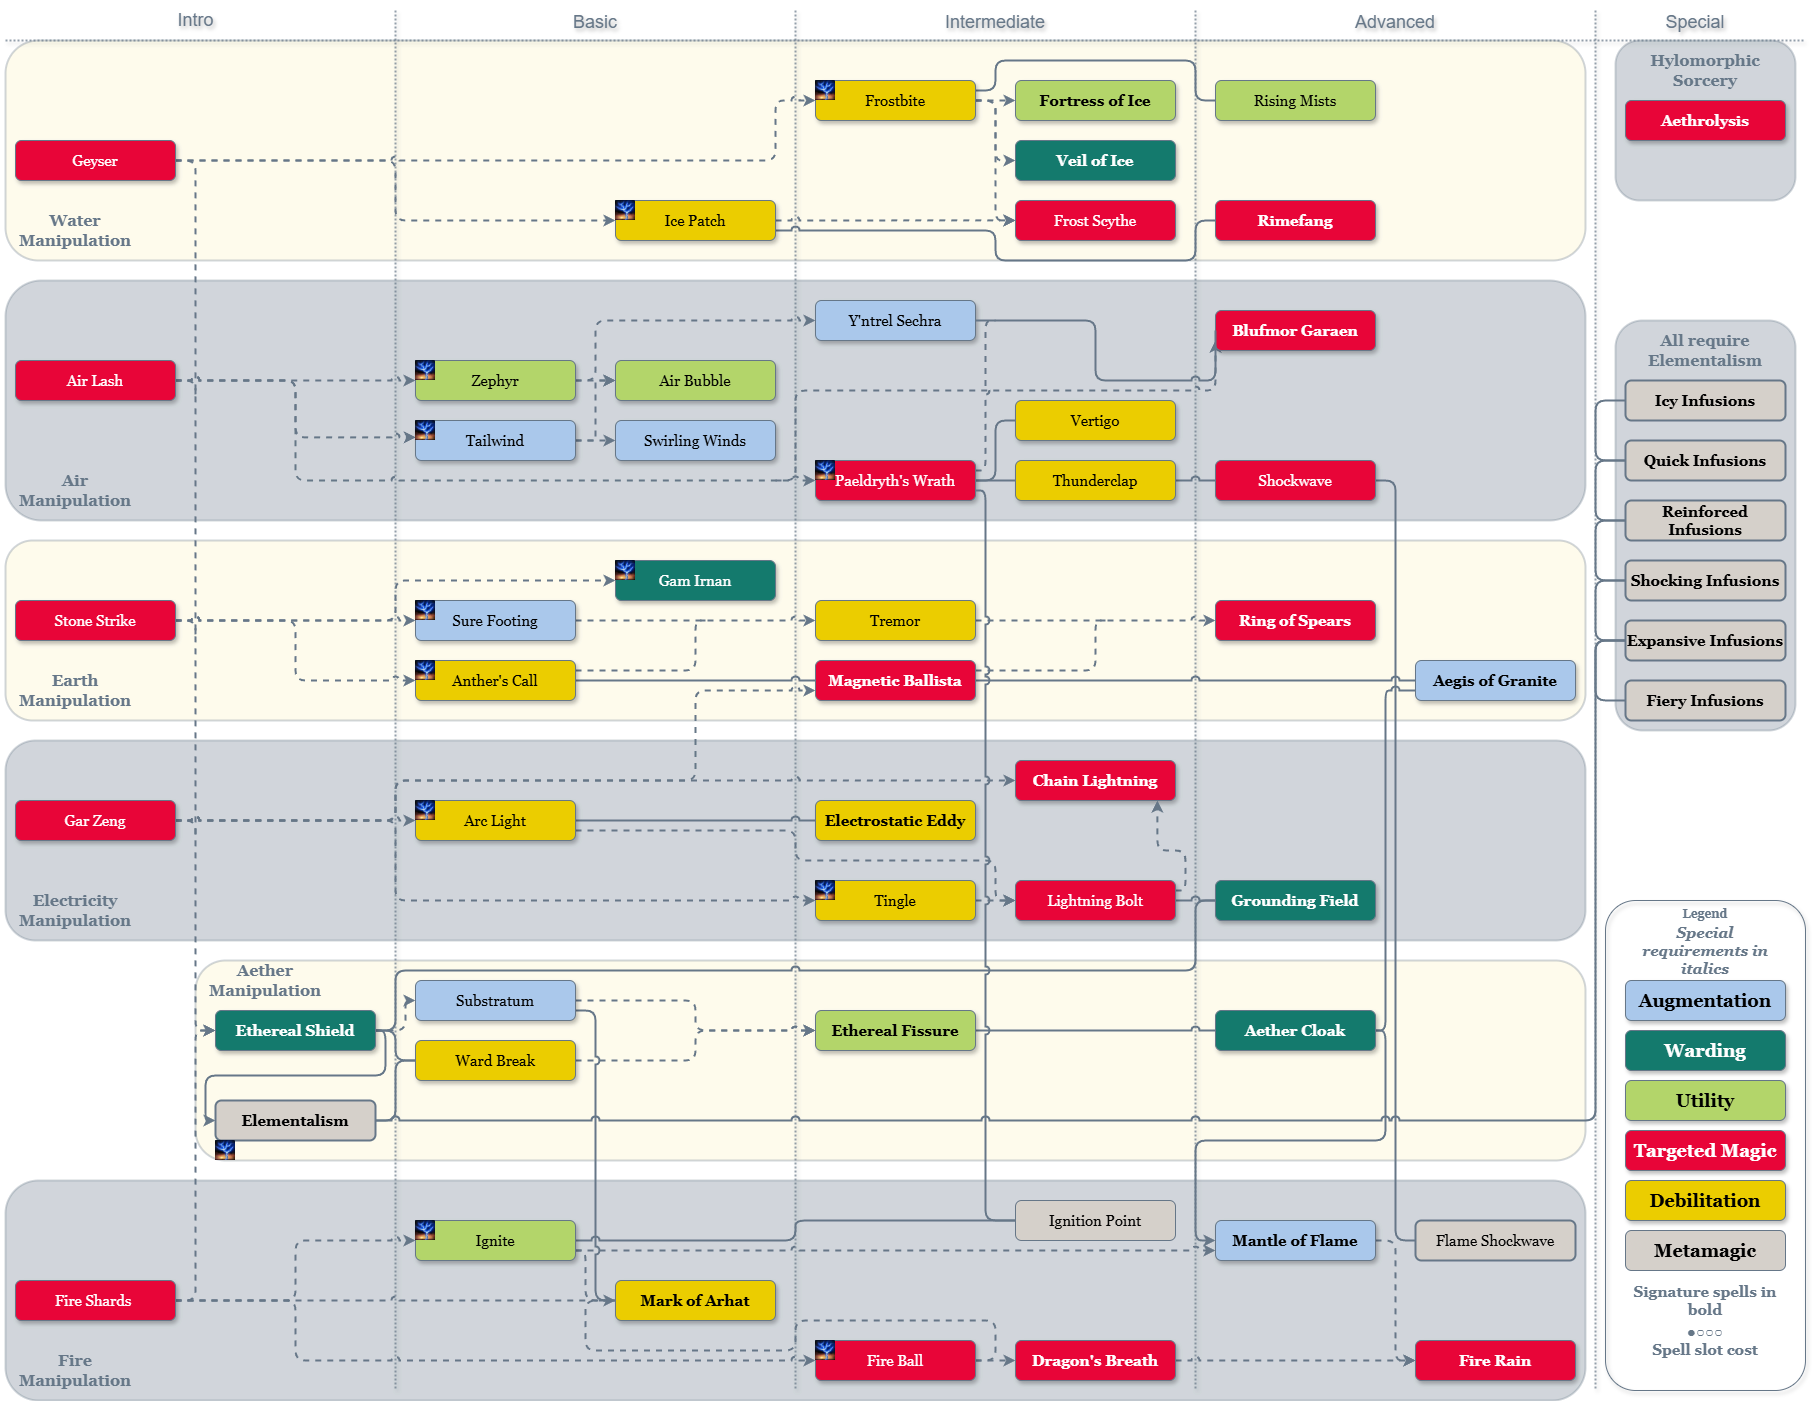 Intro
Basic
Intermediate
Advanced
Special
Frostbite
Fortress of Ice
Rising Mists
Geyser
Veil of Ice
Water
Manipulation
Ice Patch
Frost Scythe
Rimefang
Hylomorphic
Sorcery
Aethrolysis
Y'ntrel Sechra
Blufmor Garaen
Air Lash
Zephyr
Air Bubble
Vertigo
Tailwind
Swirling Winds
Air
Manipulation
Paeldryth's Wrath
Thunderclap
Shockwave
All require
Elementalism
Icy Infusions
Quick Infusions
Reinforced
Infusions
Shocking Infusions
Expansive Infusions
Fiery Infusions
Gam Irnan
Stone Strike
Sure Footing
Tremor
Ring of Spears
Earth
Manipulation
Anther's Call
Magnetic Ballista
Aegis of Granite
Chain Lightning
Gar Zeng
Arc Light
Electrostatic Eddy
Electricity
Manipulation
Tingle
Lightning Bolt
Grounding Field
Aether
Manipulation
Substratum
Ethereal Shield
Ethereal Fissure
Aether Cloak
Ward Break
Elementalism
Ignition Point
Ignite
Mantle of Flame
Flame Shockwave
Fire Shards
Mark of Arhat
Fire
Manipulation
Fire Ball
Dragon's Breath
Fire Rain
Legend
Special
requirements in
italics
Augmentation
Warding
Utility
Targeted Magic
Debilitation
Metamagic
Signature spells in
bold
●○○○
Spell slot cost